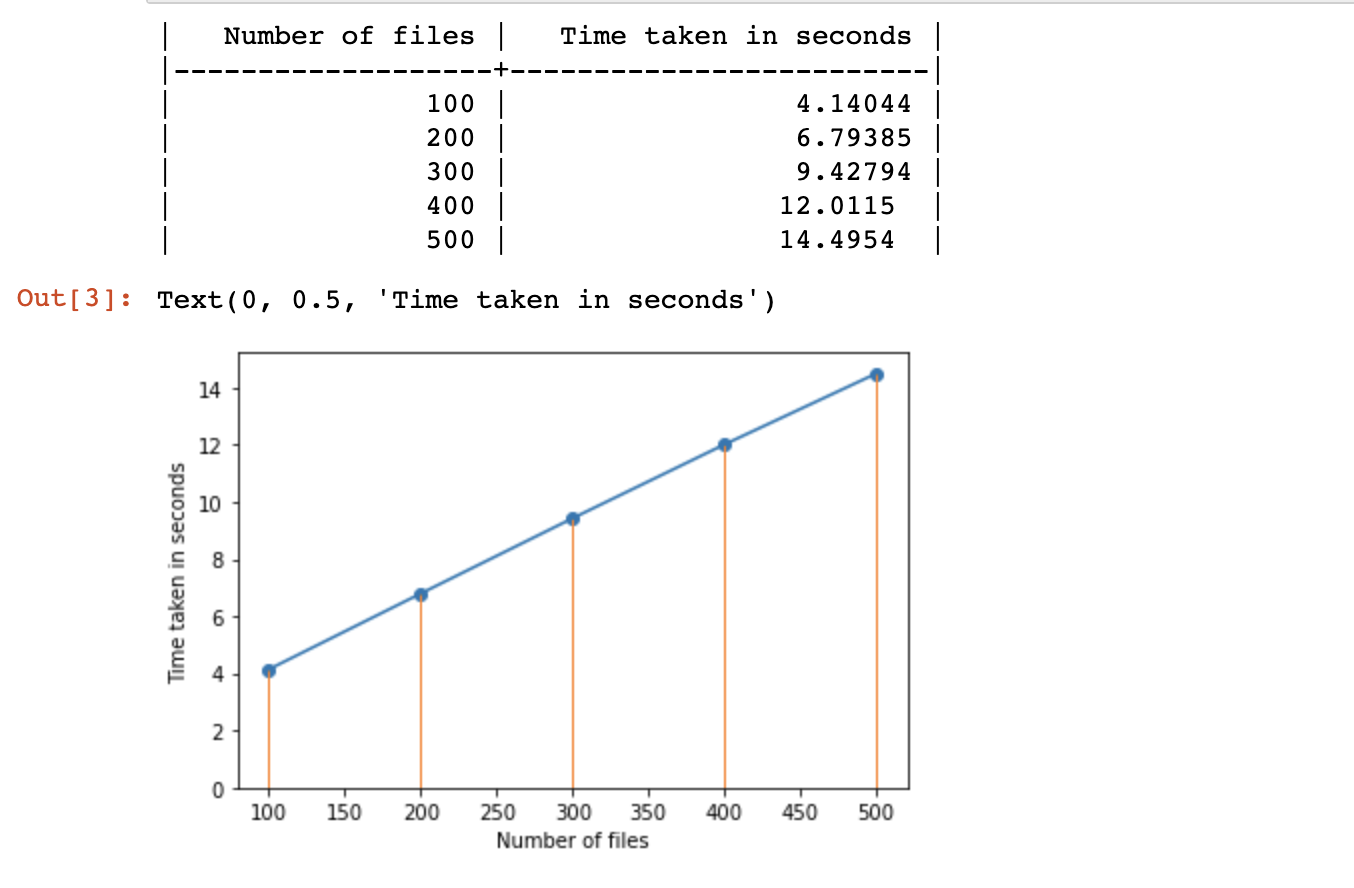 | Number of files | Time taken in seconds |
|-------------------+-------------------------|
| 100 | 4.14044 |
| 200 | 6.79385 |
| 300 | 9.42794 |
| 400 | 12.0115 |
| 500 | 14.4954 |
Out[3]: Text(0, 0.5, 'Time taken in seconds')
14
12
10
8
6
4
2
0
Time taken in seconds
100 150 200 250 300 350 400 450 500
Number of files